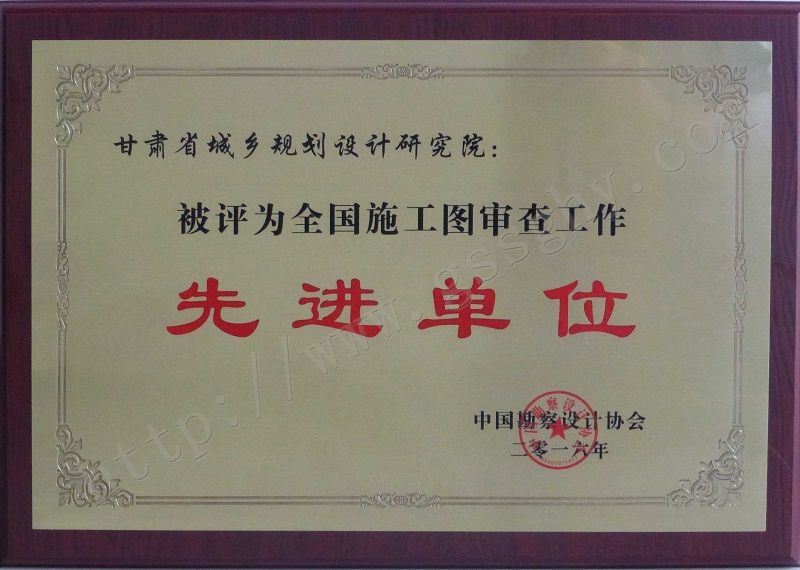 甘肃省城乡规划设计研究院：
被评为全国施工图审查工作
先进单位
中国勘察设计协会
二零一六年
http://www.gssghy.com